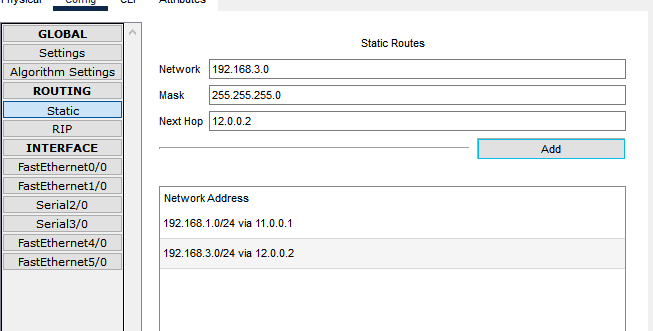 Physical Config CLI Attributes
GLOBAL
Settings
Algorithm Settings
ROUTING
Static
RIP
INTERFACE
FastEthernet0/0
FastEthernet1/0
Serial2/0
Serial3/0
FastEthernet4/0
FastEthernet5/0
Static Routes
Network 192.168.3.0
Mask 255.255.255.0
Next Hop 12.0.0.2
Add
Network Address
192.168.1.0/24 via 11.0.0.1
192.168.3.0/24 via 12.0.0.2